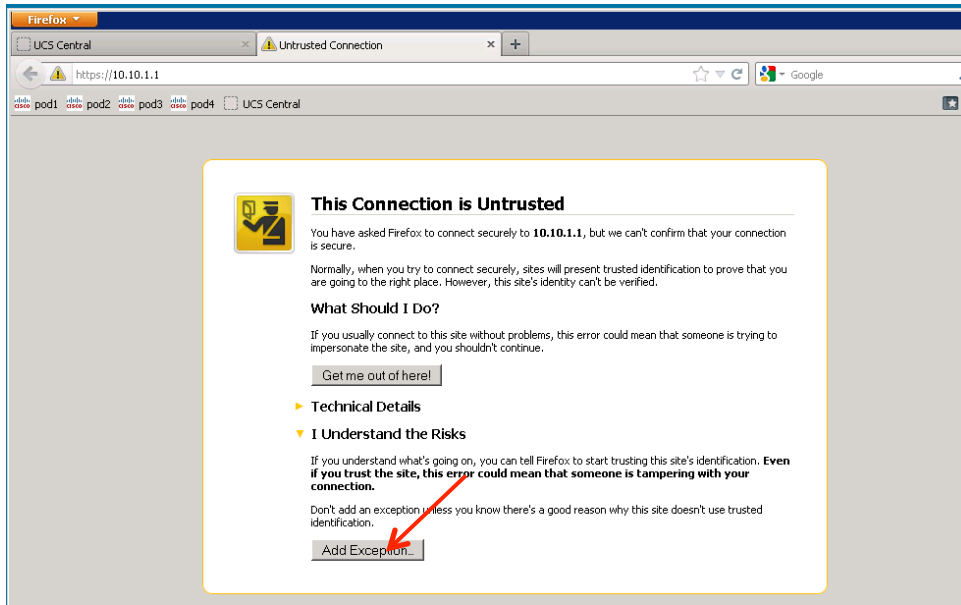 Firefox
UCS Central
Untrusted Connection
https://10.10.1.1
Google
cisco pod1 cisco pod2 cisco pod3 cisco pod4 UCS Central
This Connection is Untrusted
You have asked Firefox to connect securely to 10.10.1.1, but we can't confirm that your connection
is secure.
Normally, when you try to connect securely, sites will present trusted identification to prove that you
are going to the right place. However, this site's identity can't be verified.
What Should I Do?
If you usually connect to this site without problems, this error could mean that someone is trying to
impersonate the site, and you shouldn't continue.
Get me out of here!
Technical Details
I Understand the Risks
If you understand what's going on, you can tell Firefox to start trusting this site's identification. Even
if you trust the site, this error could mean that someone is tampering with your
connection.
Don't add an exception unless you know there's a good reason why this site doesn't use trusted
identification.
Add Exception...